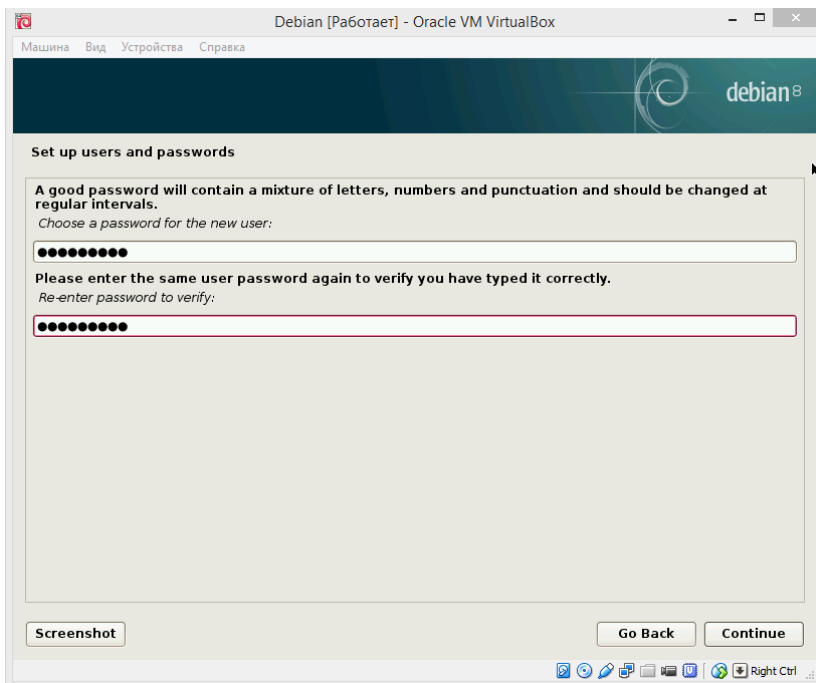 Debian [Работает] - Oracle VM VirtualBox
Машина Вид Устройства Справка
debian 8
Set up users and passwords
A good password will contain a mixture of letters, numbers and punctuation and should be changed at
regular intervals.
Choose a password for the new user:
●●●●●●●●●
Please enter the same user password again to verify you have typed it correctly.
Re-enter password to verify:
●●●●●●●●●
Screenshot
Go Back
Continue
Right Ctrl